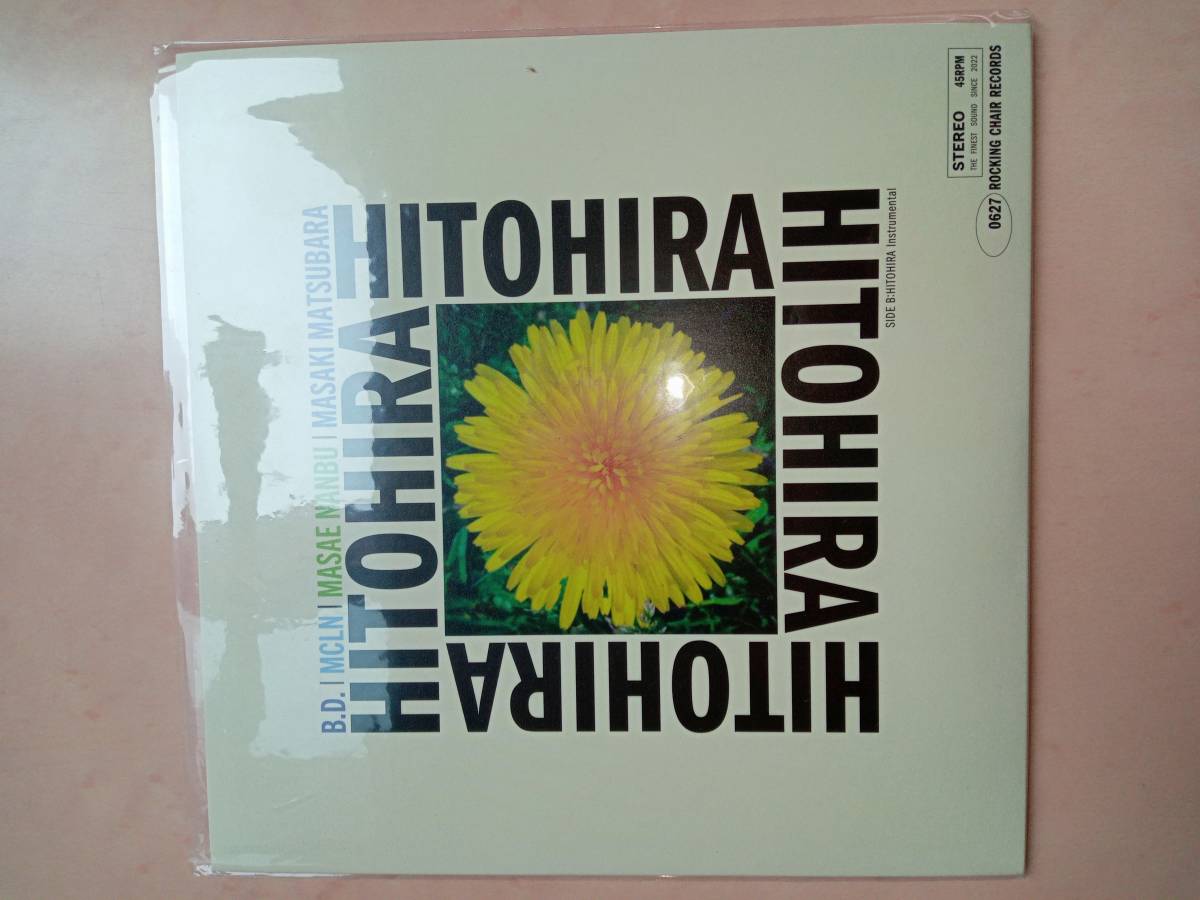 B.D. | MCLN | MASAE NANBU | MASAKI MATSUBARA
HITOHIRA
HITOHIRA
HITOHIRA
HITOHIRA
SIDE B:HITOHIRA Instrumental
STEREO 45RPM
THE FINEST SOUND SINCE 2022
0627 ROCKING CHAIR RECORDS